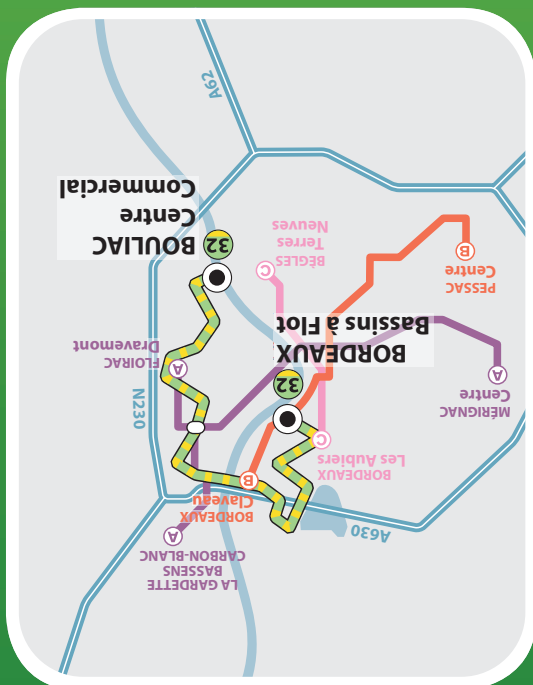 LA GARDETTE
BASSENS
CARBON-BLANC
A
A630
BORDEAUX
Claveau
B
BORDEAUX
Les Aubiers
C
MÉRIGNAC
Centre
A
N230
32
BORDEAUX
Bassins à Flot
FLOIRAC
Dravemont
A
PESSAC
Centre
B
BÈGLES
Terres
Neuves
C
32
BOULIAC
Centre
Commercial
A62